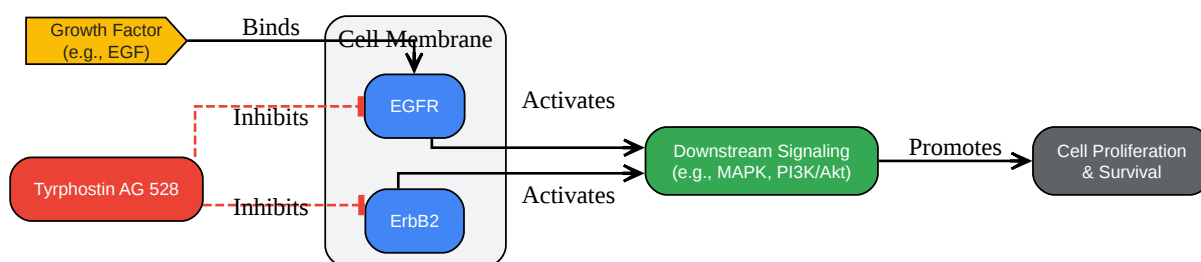 Growth Factor
(e.g., EGF)
Binds
Cell Membrane
EGFR
Inhibits
Activates
Tyrphostin AG 528
Inhibits
ErbB2
Activates
Downstream Signaling
(e.g., MAPK, PI3K/Akt)
Promotes
Cell Proliferation
& Survival